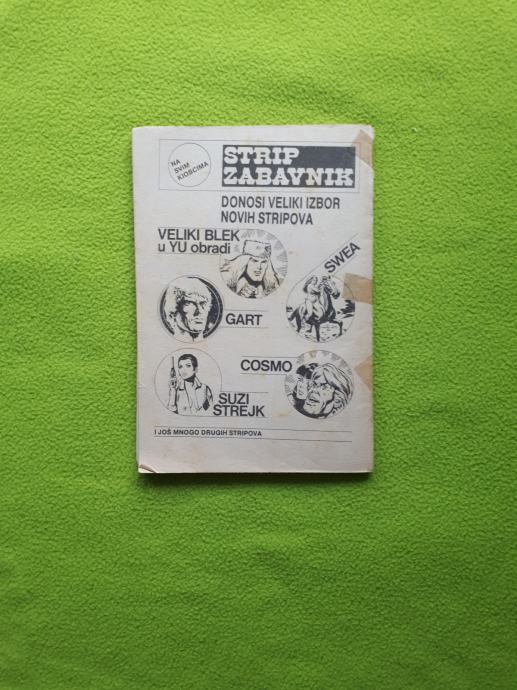 NA
SVIM
KIOSCIMA
STRIP
ZABAVNIK
DONOSI VELIKI IZBOR
NOVIH STRIPOVA
VELIKI BLEK
u YU obradi
SWEA
GART
COSMO
SUZI
STREJK
I JOŠ MNOGO DRUGIH STRIPOVA